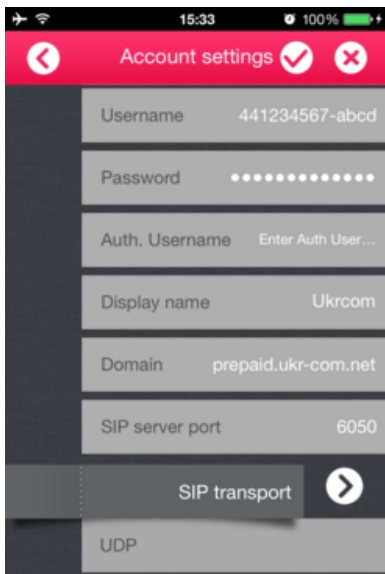 15:33 100%
Account settings
Username 441234567-abcd
Password •••••••••••••
Auth. Username Enter Auth User...
Display name Ukrcom
Domain prepaid.ukr-com.net
SIP server port 6050
SIP transport
UDP